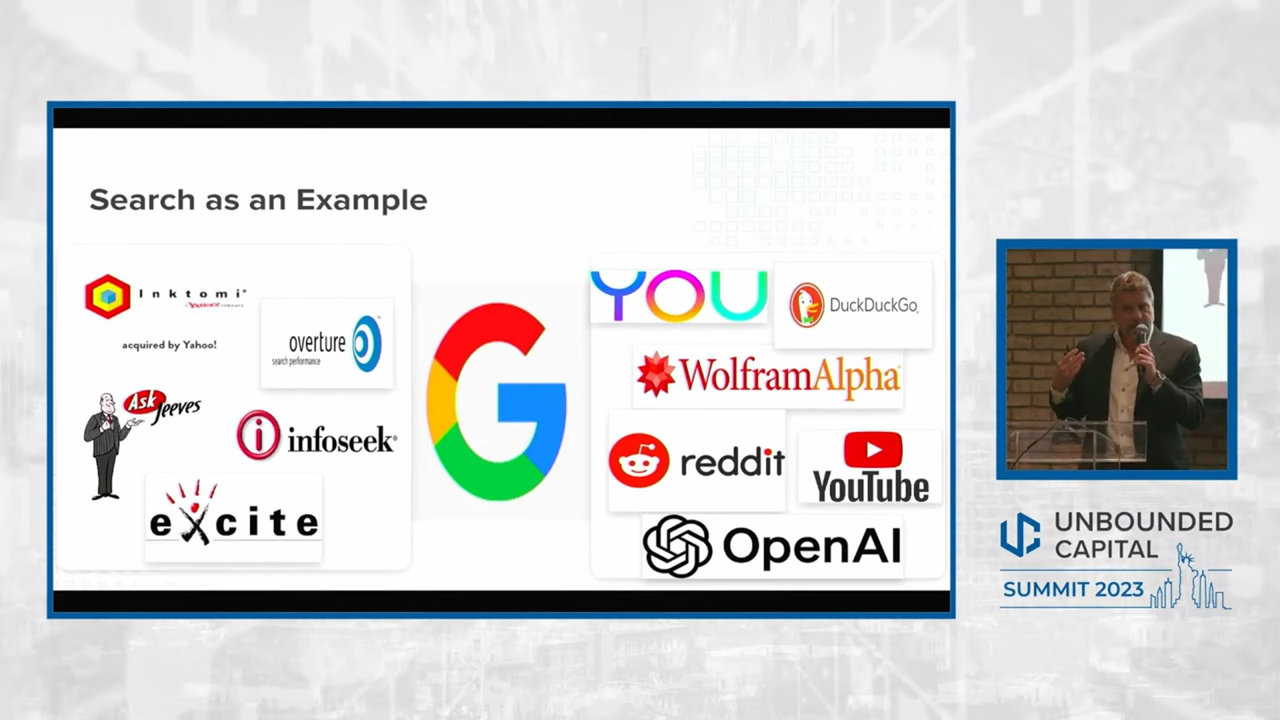 Search as an Example
Inktomi®
acquired by Yahoo!
overture
search performance
Ask
Jeeves
infoseek®
excite
YOU
DuckDuckGo
WolframAlpha
reddit
YouTube
OpenAI
UNBOUNDED
CAPITAL
SUMMIT 2023